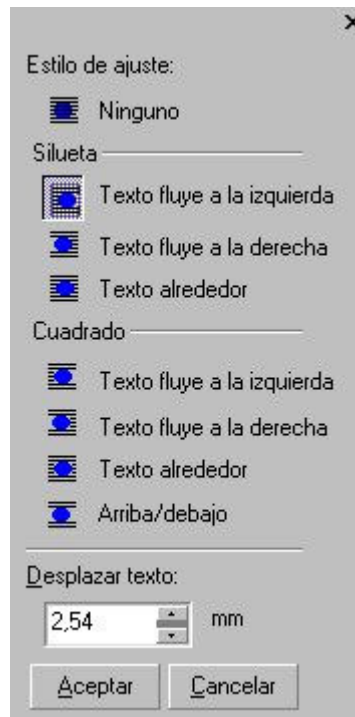 Estilo de ajuste:
Ninguno
Silueta
Texto fluye a la izquierda
Texto fluye a la derecha
Texto alrededor
Cuadrado
Texto fluye a la izquierda
Texto fluye a la derecha
Texto alrededor
Arriba/debajo
Desplazar texto:
2,54 mm
Aceptar Cancelar